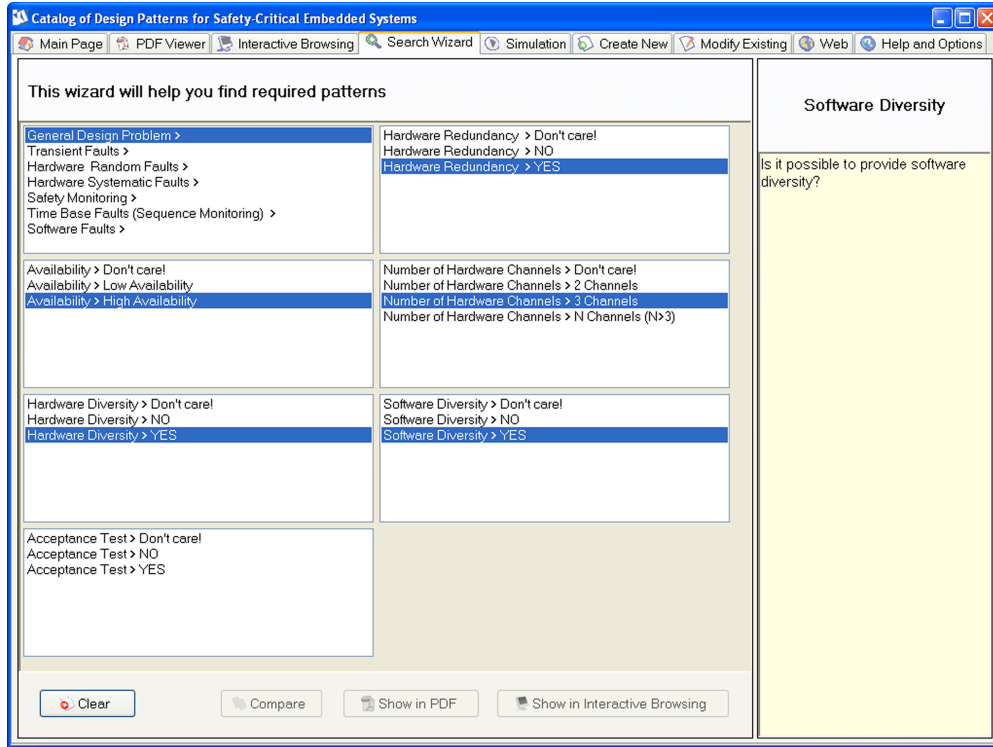 Catalog of Design Patterns for Safety-Critical Embedded Systems
Main Page PDF Viewer Interactive Browsing Search Wizard Simulation Create New Modify Existing Web Help and Options
This wizard will help you find required patterns
General Design Problem >
Transient Faults >
Hardware Random Faults >
Hardware Systematic Faults >
Safety Monitoring >
Time Base Faults (Sequence Monitoring) >
Software Faults >
Hardware Redundancy > Don't care!
Hardware Redundancy > NO
Hardware Redundancy > YES
Availability > Don't care!
Availability > Low Availability
Availability > High Availability
Number of Hardware Channels > Don't care!
Number of Hardware Channels > 2 Channels
Number of Hardware Channels > 3 Channels
Number of Hardware Channels > N Channels (N>3)
Hardware Diversity > Don't care!
Hardware Diversity > NO
Hardware Diversity > YES
Software Diversity > Don't care!
Software Diversity > NO
Software Diversity > YES
Acceptance Test > Don't care!
Acceptance Test > NO
Acceptance Test > YES
Clear Compare Show in PDF Show in Interactive Browsing
Software Diversity
Is it possible to provide software
diversity?